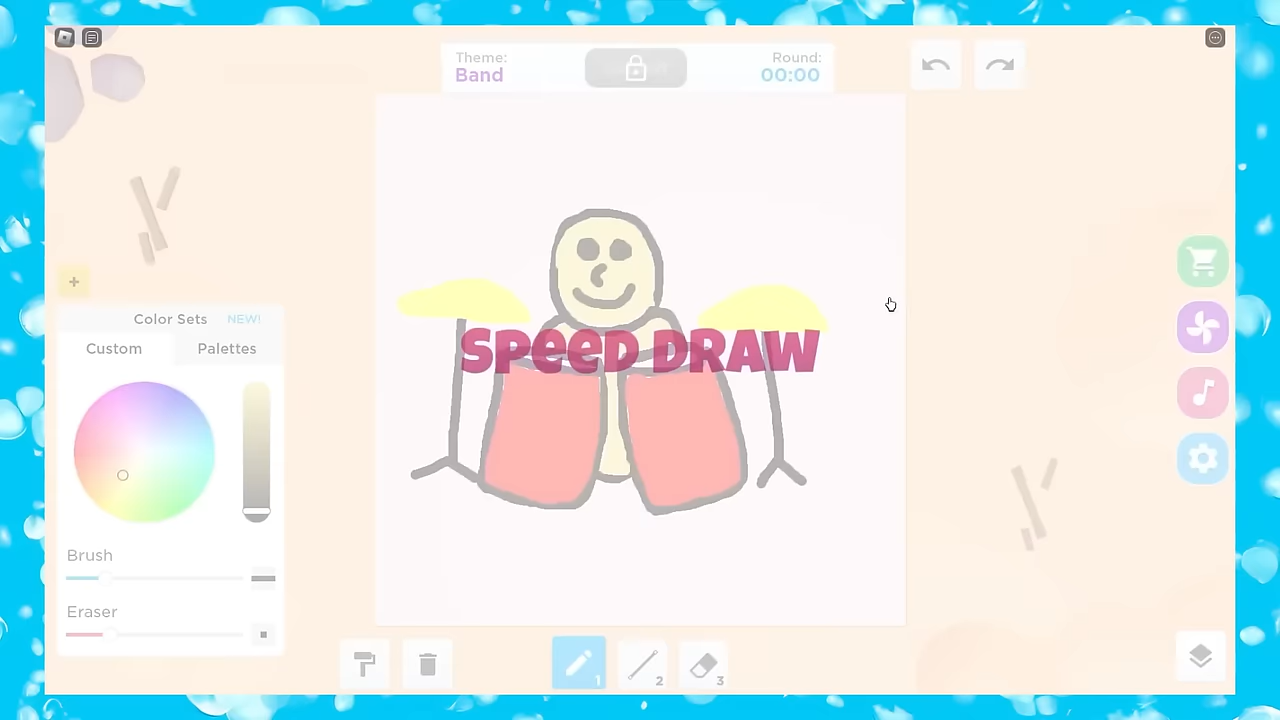 Theme:
Band
Round:
00:00
SPeeD DRAW
Color Sets NEW!
Custom Palettes
Brush
Eraser
1
2
3